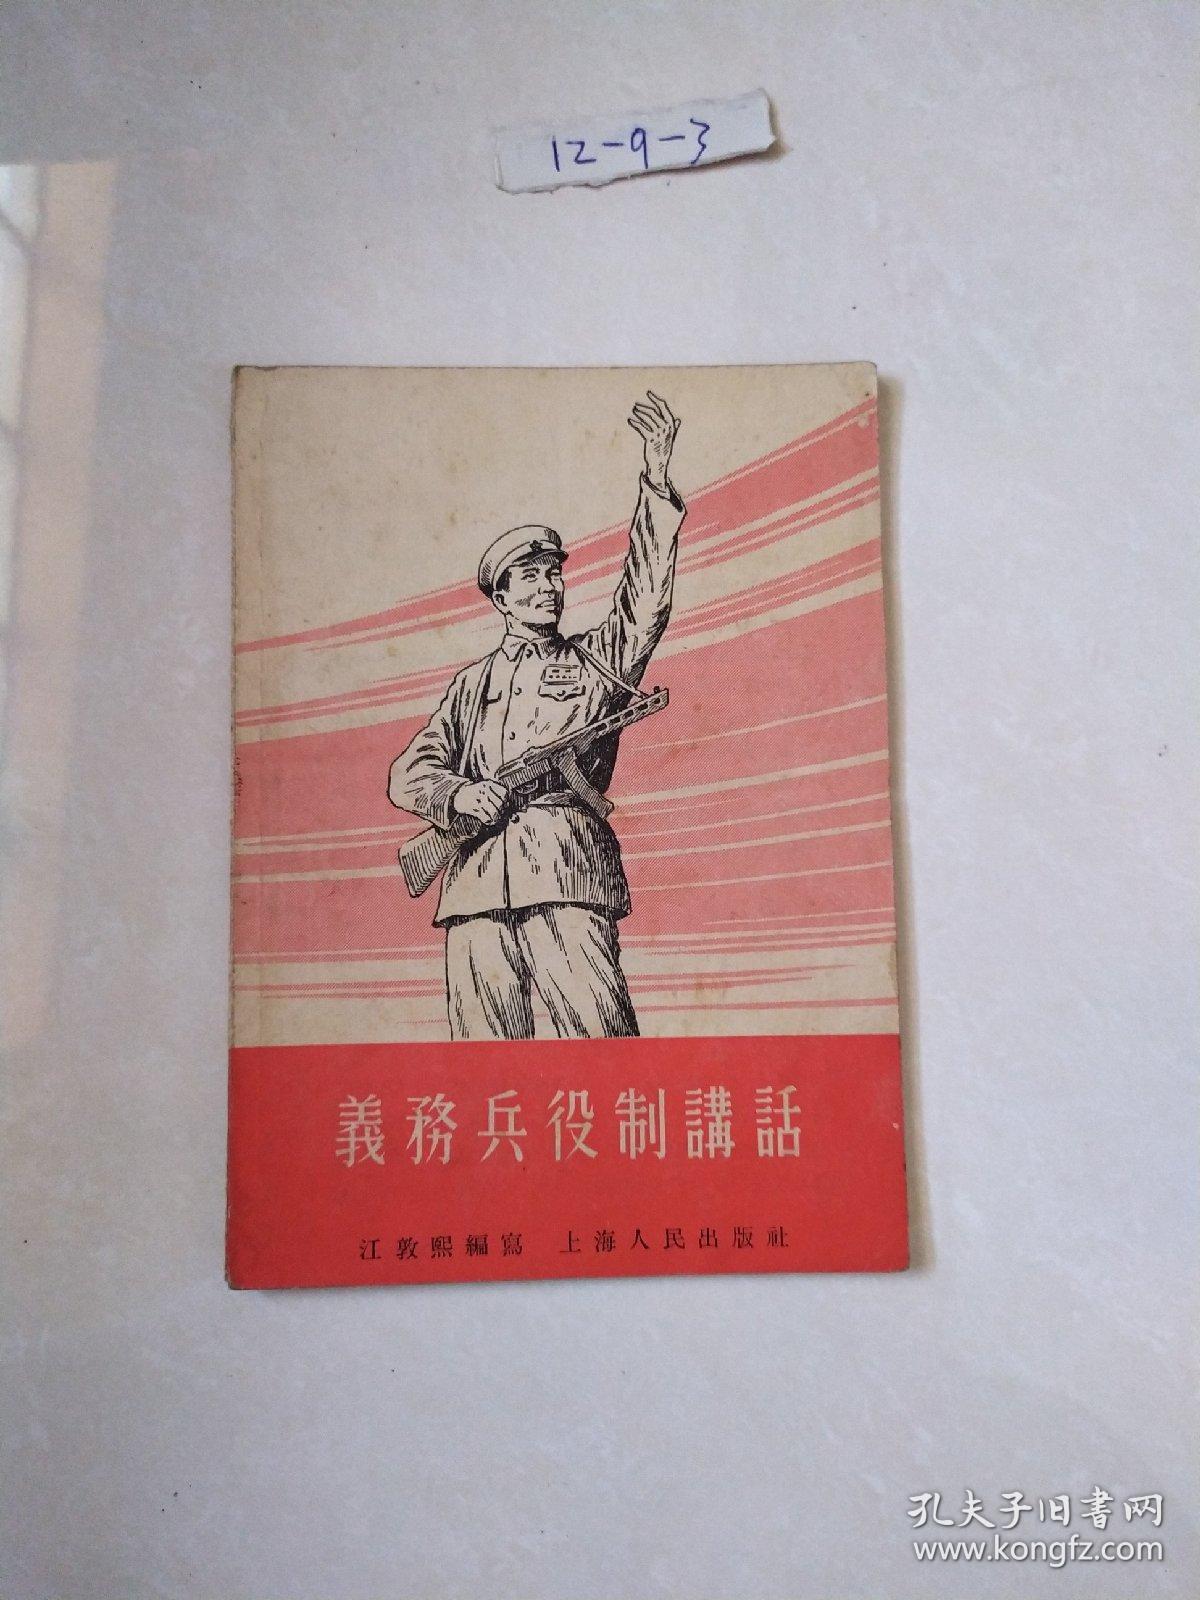 12-9-3
義務兵役制講話
江敦熙編寫 上海人民出版社
孔夫子旧书网
www.kongfz.com